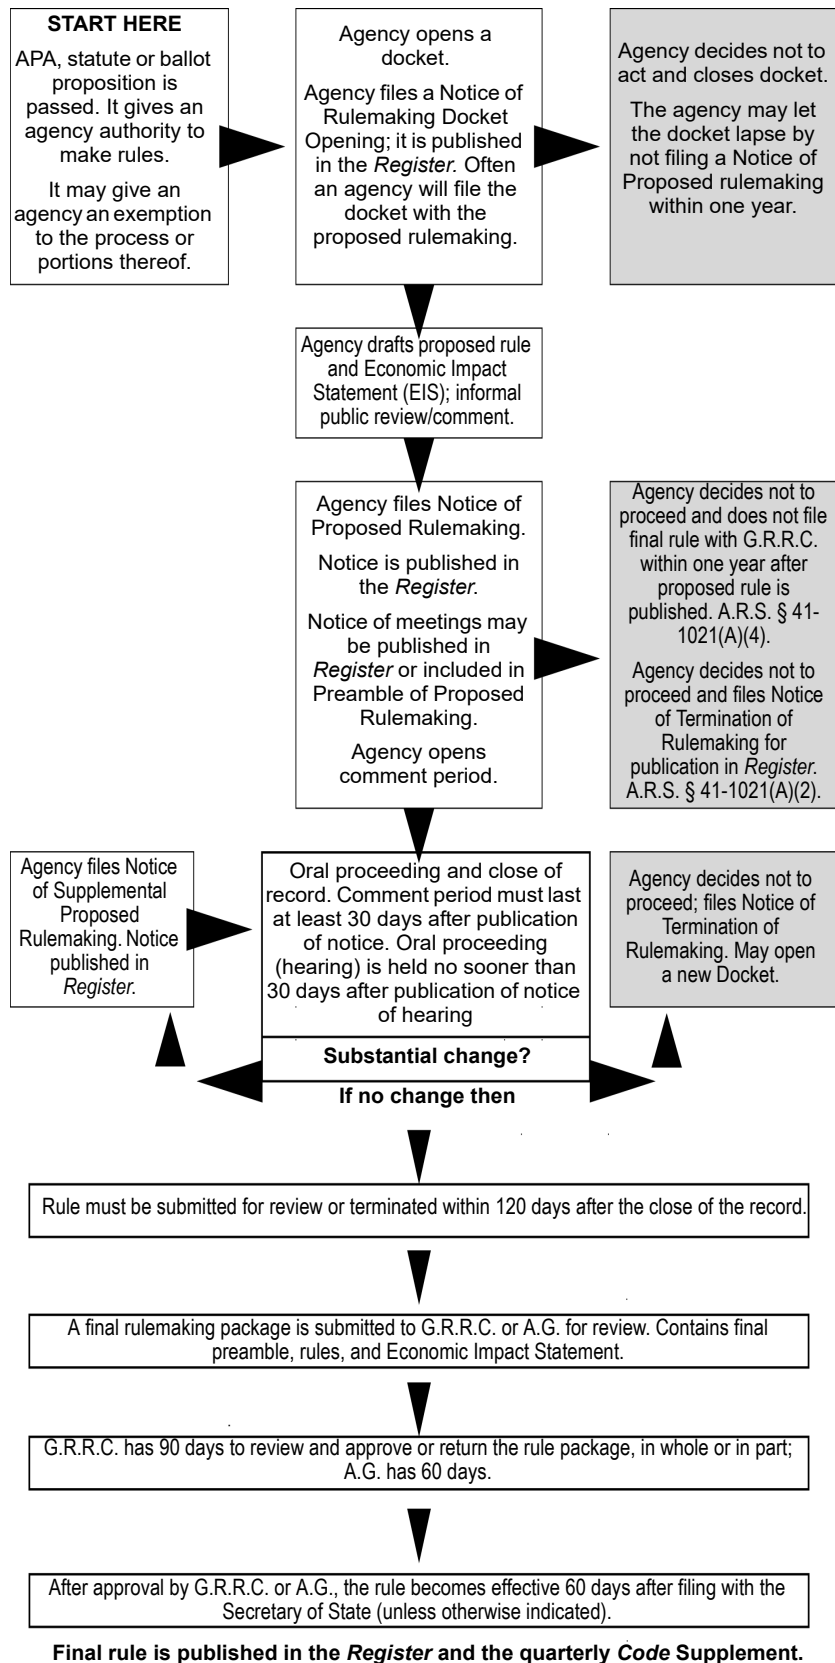 START HERE
APA, statute or ballot
proposition is
passed. It gives an
agency authority to
make rules.
It may give an
agency an exemption
to the process or
portions thereof.
Agency opens a
docket.
Agency files a Notice of
Rulemaking Docket
Opening; it is published
in the Register. Often
an agency will file the
docket with the
proposed rulemaking.
Agency decides not to
act and closes docket.
The agency may let
the docket lapse by
not filing a Notice of
Proposed rulemaking
within one year.
Agency drafts proposed rule
and Economic Impact
Statement (EIS); informal
public review/comment.
Agency files Notice of
Proposed Rulemaking.
Notice is published in
the Register.
Notice of meetings may
be published in
Register or included in
Preamble of Proposed
Rulemaking.
Agency opens
comment period.
Agency decides not to
proceed and does not file
final rule with G.R.R.C.
within one year after
proposed rule is
published. A.R.S. § 41-
1021(A)(4).
Agency decides not to
proceed and files Notice
of Termination of
Rulemaking for
publication in Register.
A.R.S. § 41-1021(A)(2).
Agency files Notice
of Supplemental
Proposed
Rulemaking. Notice
published in
Register.
Oral proceeding and close of
record. Comment period must last
at least 30 days after publication
of notice. Oral proceeding
(hearing) is held no sooner than
30 days after publication of notice
of hearing
Agency decides not to
proceed; files Notice of
Termination of
Rulemaking. May open
a new Docket.
Substantial change?
If no change then
Rule must be submitted for review or terminated within 120 days after the close of the record.
A final rulemaking package is submitted to G.R.R.C. or A.G. for review. Contains final
preamble, rules, and Economic Impact Statement.
G.R.R.C. has 90 days to review and approve or return the rule package, in whole or in part;
A.G. has 60 days.
After approval by G.R.R.C. or A.G., the rule becomes effective 60 days after filing with the
Secretary of State (unless otherwise indicated).
Final rule is published in the Register and the quarterly Code Supplement.